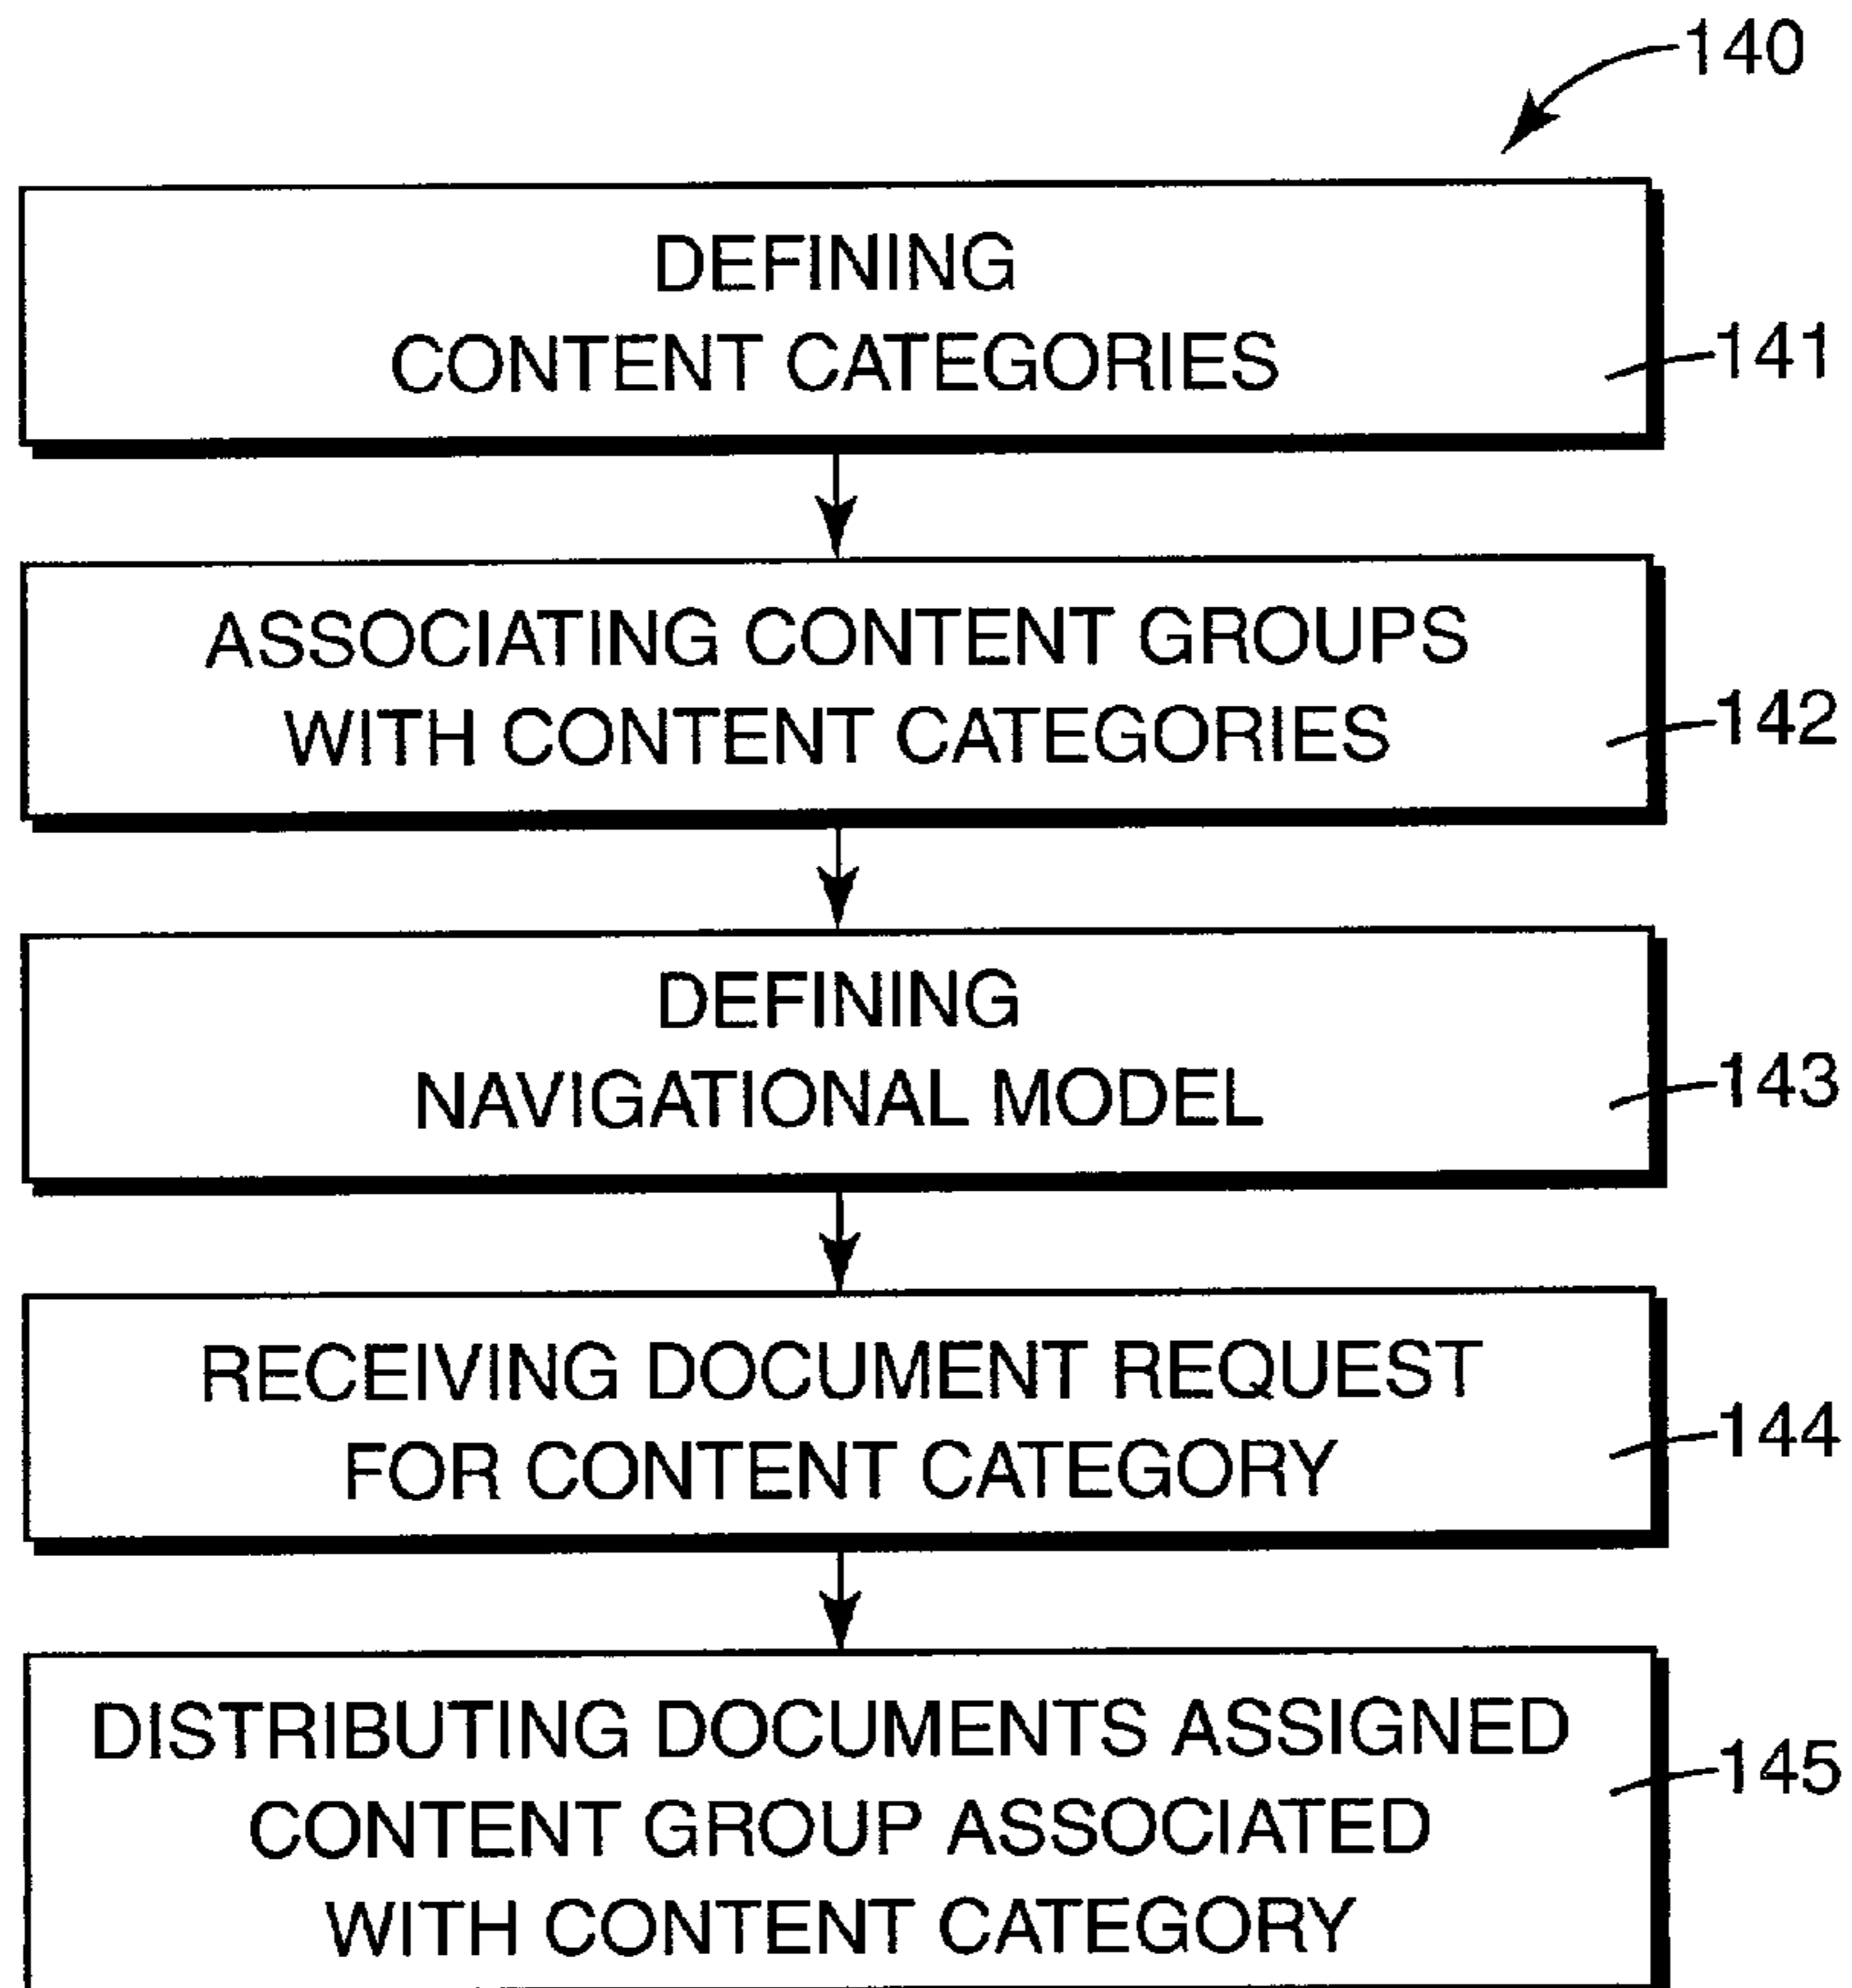 140
DEFINING
CONTENT CATEGORIES
141
ASSOCIATING CONTENT GROUPS
WITH CONTENT CATEGORIES
142
DEFINING
NAVIGATIONAL MODEL
143
RECEIVING DOCUMENT REQUEST
FOR CONTENT CATEGORY
144
DISTRIBUTING DOCUMENTS ASSIGNED
CONTENT GROUP ASSOCIATED
WITH CONTENT CATEGORY
145